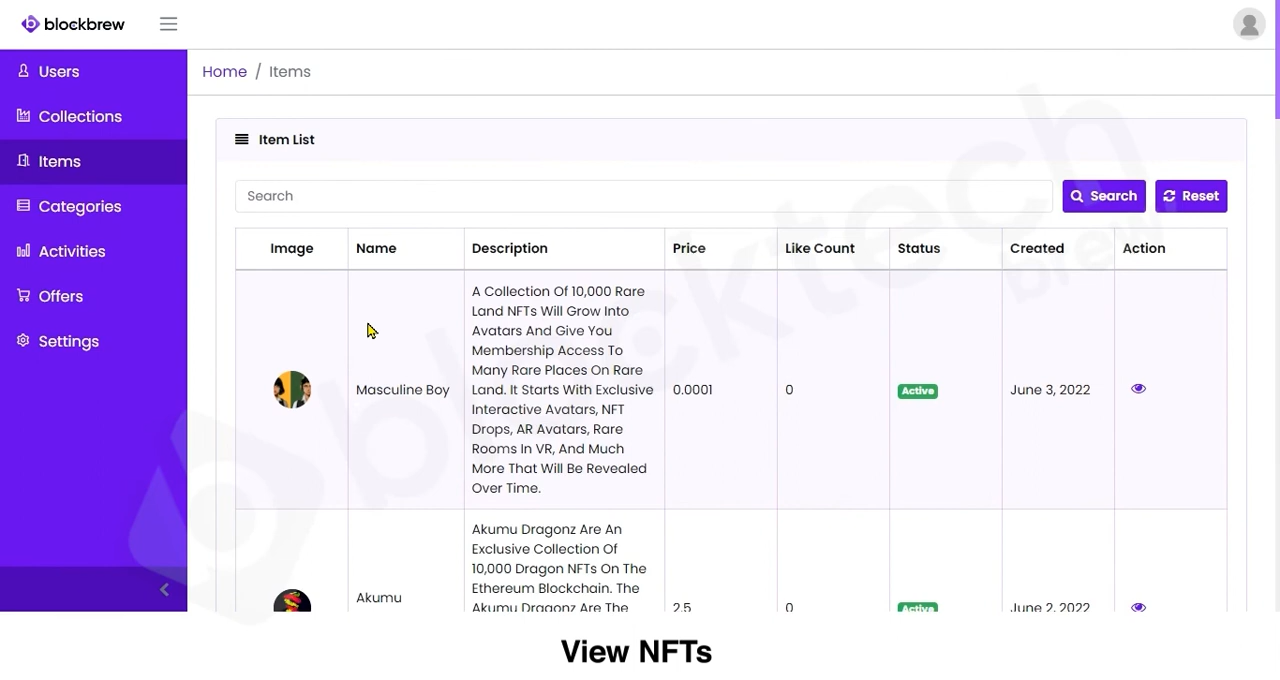 blockbrew
Users
Collections
Items
Categories
Activities
Offers
Settings
Home / Items
Item List
Search
Search
Reset
Image Name Description Price Like Count Status Created Action
A Collection Of 10,000 Rare
Land NFTs Will Grow Into
Avatars And Give You
Membership Access To
Many Rare Places On Rare
Land. It Starts With Exclusive
Interactive Avatars, NFT
Drops, AR Avatars, Rare
Rooms In VR, And Much
More That Will Be Revealed
Over Time.
Masculine Boy
0.0001
0
Active
June 3, 2022
Akumu Dragonz Are An
Exclusive Collection Of
10,000 Dragon NFTs On The
Ethereum Blockchain. The
Akumu Dragonz Are The
Akumu
2.5
0
Active
June 2, 2022
blocktech
brew
View NFTs